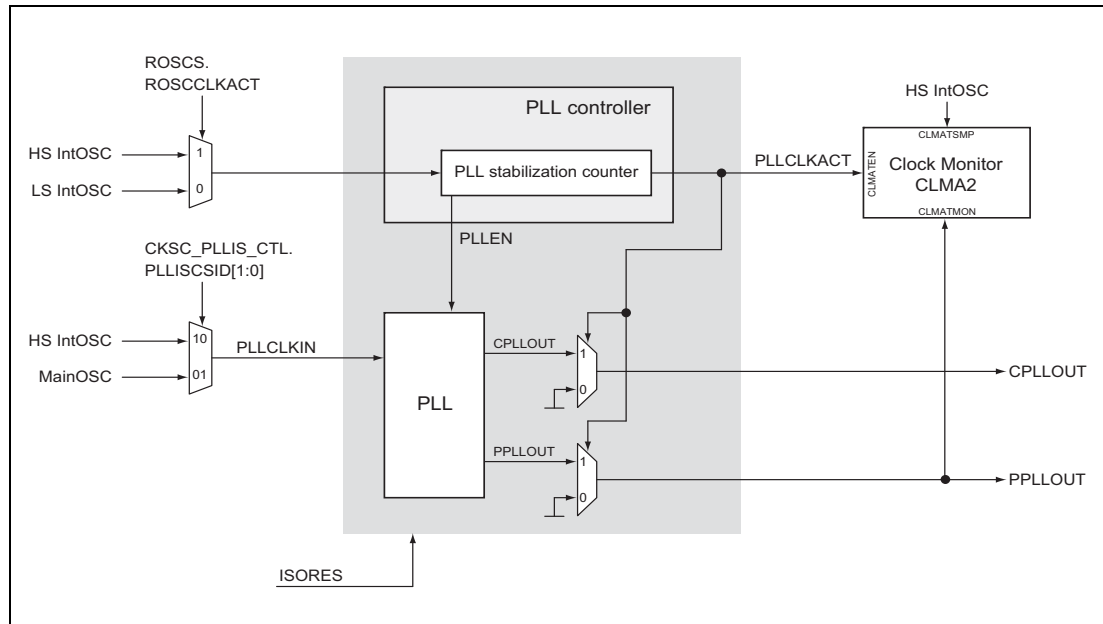 ROSCS.
ROSCCLKACT
HS IntOSC
LS IntOSC
1
0
PLL controller
PLL stabilization counter
PLLEN
PLLCLKACT
HS IntOSC
CLMATSMP
CLMATEN
Clock Monitor
CLMA2
CLMATMON
CKSC_PLLIS_CTL.
PLLISCSID[1:0]
HS IntOSC
MainOSC
10
01
PLLCLKIN
PLL
CPLLOUT
1
0
CPLLOUT
PPLLOUT
1
0
PPLLOUT
ISORES